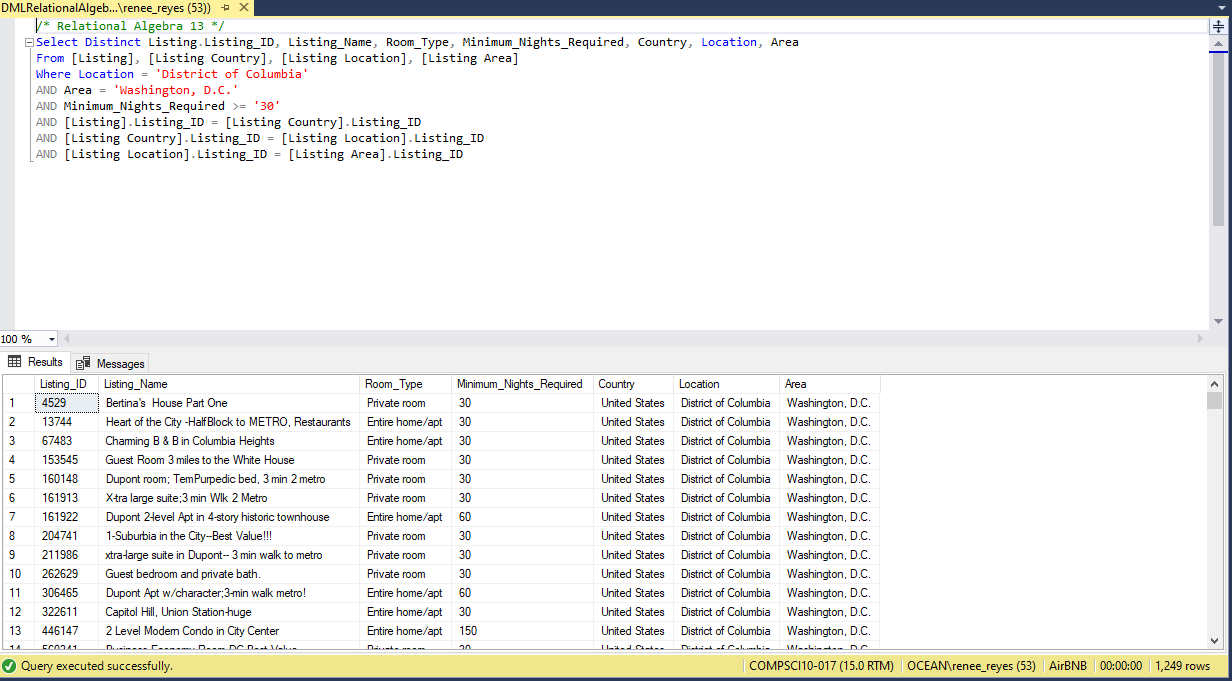 DMLRelationalAlgeb...\renee_reyes (53))
/* Relational Algebra 13 */
Select Distinct Listing.Listing_ID, Listing_Name, Room_Type, Minimum_Nights_Required, Country, Location, Area
From [Listing], [Listing Country], [Listing Location], [Listing Area]
Where Location = 'District of Columbia'
AND Area = 'Washington, D.C.'
AND Minimum_Nights_Required >= '30'
AND [Listing].Listing_ID = [Listing Country].Listing_ID
AND [Listing Country].Listing_ID = [Listing Location].Listing_ID
AND [Listing Location].Listing_ID = [Listing Area].Listing_ID
100 %
Results Messages
Listing_ID Listing_Name Room_Type Minimum_Nights_Required Country Location Area
1 4529 Bertina's House Part One Private room 30 United States District of Columbia Washington, D.C.
2 13744 Heart of the City -HalfBlock to METRO, Restaurants Entire home/apt 30 United States District of Columbia Washington, D.C.
3 67483 Charming B & B in Columbia Heights Entire home/apt 30 United States District of Columbia Washington, D.C.
4 153545 Guest Room 3 miles to the White House Private room 30 United States District of Columbia Washington, D.C.
5 160148 Dupont room; TemPurpedic bed, 3 min 2 metro Private room 30 United States District of Columbia Washington, D.C.
6 161913 X-tra large suite;3 min Wlk 2 Metro Private room 30 United States District of Columbia Washington, D.C.
7 161922 Dupont 2-level Apt in 4-story historic townhouse Entire home/apt 60 United States District of Columbia Washington, D.C.
8 204741 1-Suburbia in the City--Best Value!!! Private room 30 United States District of Columbia Washington, D.C.
9 211986 xtra-large suite in Dupont-- 3 min walk to metro Private room 30 United States District of Columbia Washington, D.C.
10 262629 Guest bedroom and private bath. Private room 30 United States District of Columbia Washington, D.C.
11 306465 Dupont Apt w/character;3-min walk metro! Entire home/apt 60 United States District of Columbia Washington, D.C.
12 322611 Capitol Hill, Union Station-huge Entire home/apt 30 United States District of Columbia Washington, D.C.
13 446147 2 Level Modern Condo in City Center Entire home/apt 150 United States District of Columbia Washington, D.C.
Query executed successfully. COMPSCI10-017 (15.0 RTM) OCEAN\renee_reyes (53) AirBNB 00:00:00 1,249 rows